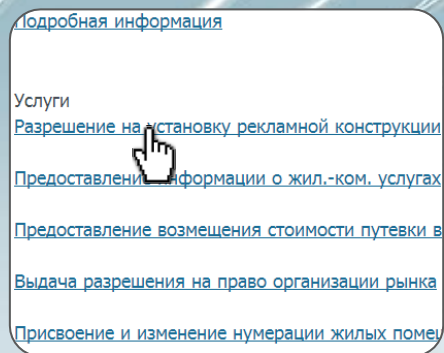 Подробная информация
Услуги
Разрешение на установку рекламной конструкции
Предоставление информации о жил.-ком. услугах
Предоставление возмещения стоимости путевки в
Выдача разрешения на право организации рынка
Присвоение и изменение нумерации жилых